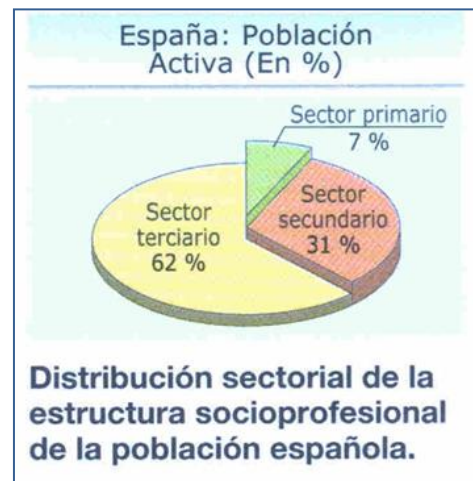 España: Población
Activa (En %)
Sector primario
7 %
Sector
secundario
31 %
Sector
terciario
62 %
Distribución sectorial de la
estructura socioprofesional
de la población española.